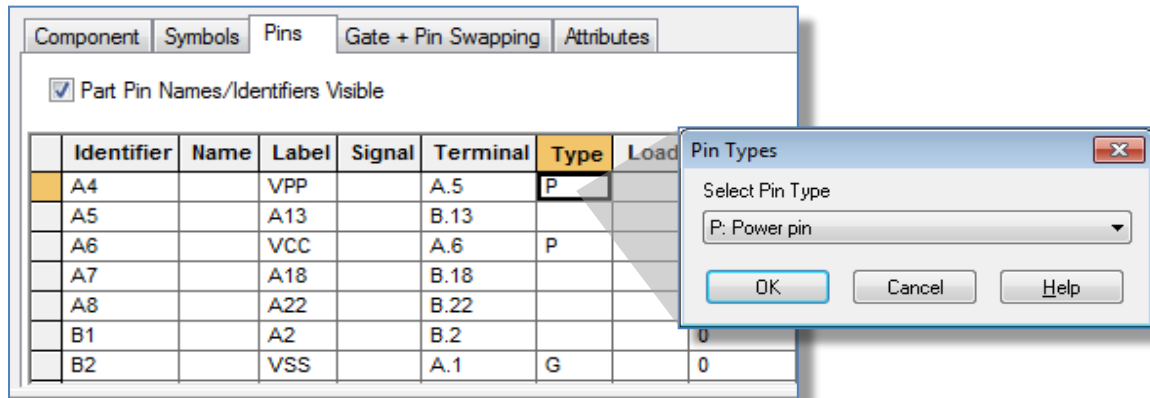 Component Symbols Pins Gate + Pin Swapping Attributes
Part Pin Names/Identifiers Visible
Identifier Name Label Signal Terminal Type Load
A4 VPP A.5 P
A5 A13 B.13
A6 VCC A.6 P
A7 A18 B.18
A8 A22 B.22
B1 A2 B.2 0
B2 VSS A.1 G 0
Pin Types
Select Pin Type
P: Power pin
OK Cancel Help